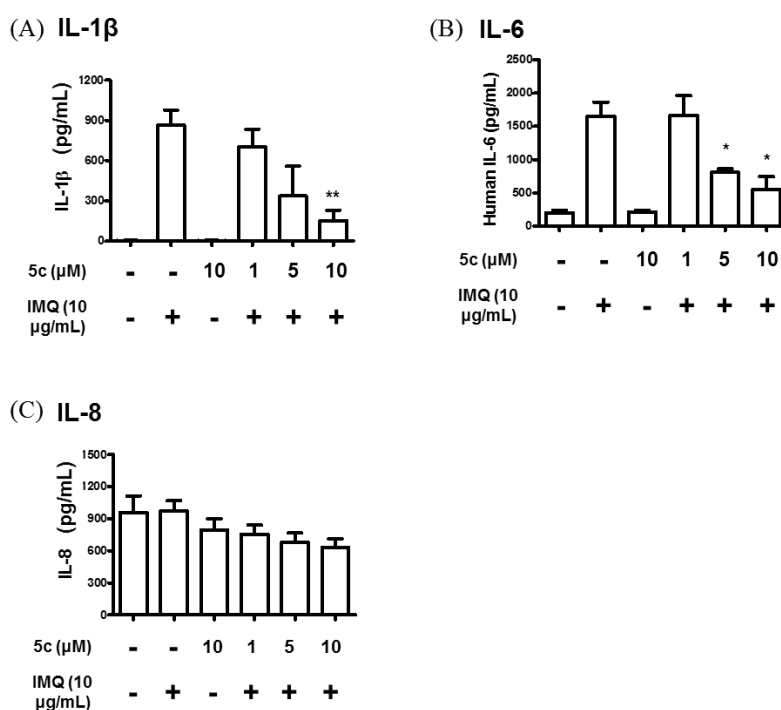 (A) IL-1β
IL-1β (pg/mL)
1200
900
600
300
0
**
5c (μM) - - 10 1 5 10
IMQ (10 μg/mL) - + - + + +
(B) IL-6
Human IL-6 (pg/mL)
2500
2000
1500
1000
500
0
* *
5c (μM) - - 10 1 5 10
IMQ (10 μg/mL) - + - + + +
(C) IL-8
IL-8 (pg/mL)
1500
1200
900
600
300
0
5c (μM) - - 10 1 5 10
IMQ (10 μg/mL) - + - + + +